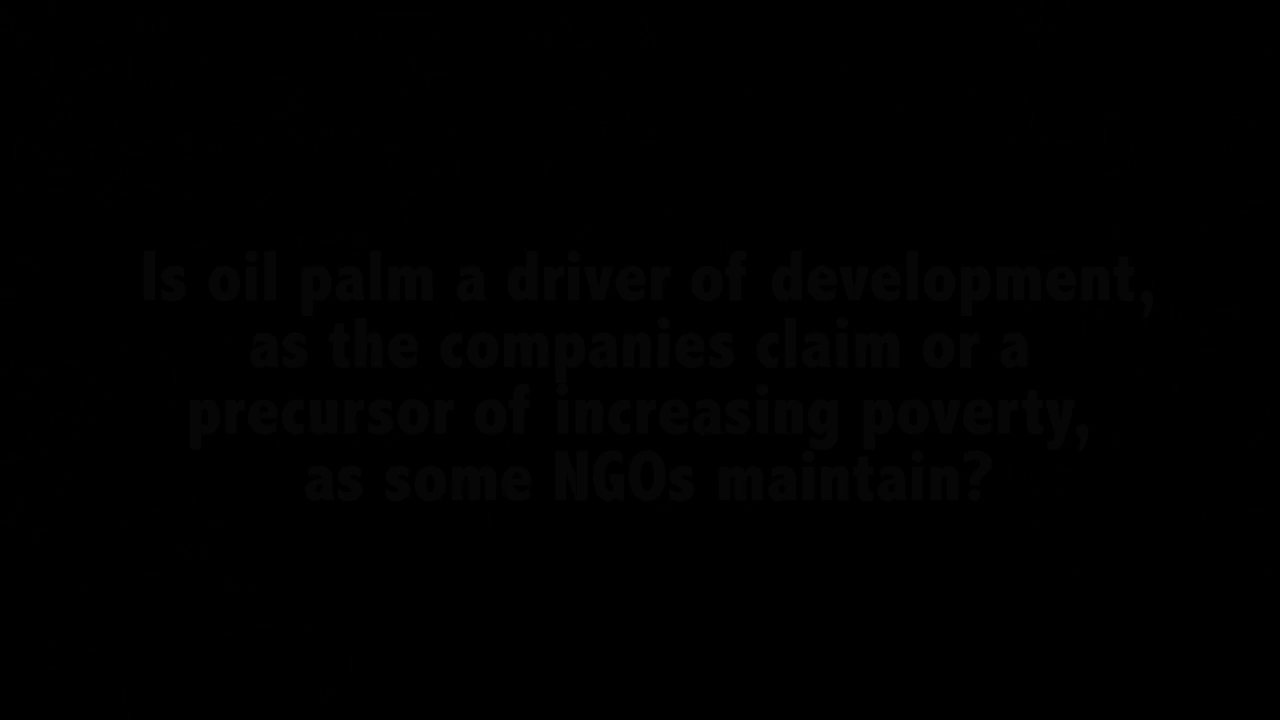 Is oil palm a driver of development,
as the companies claim or a
precursor of increasing poverty,
as some NGOs maintain?